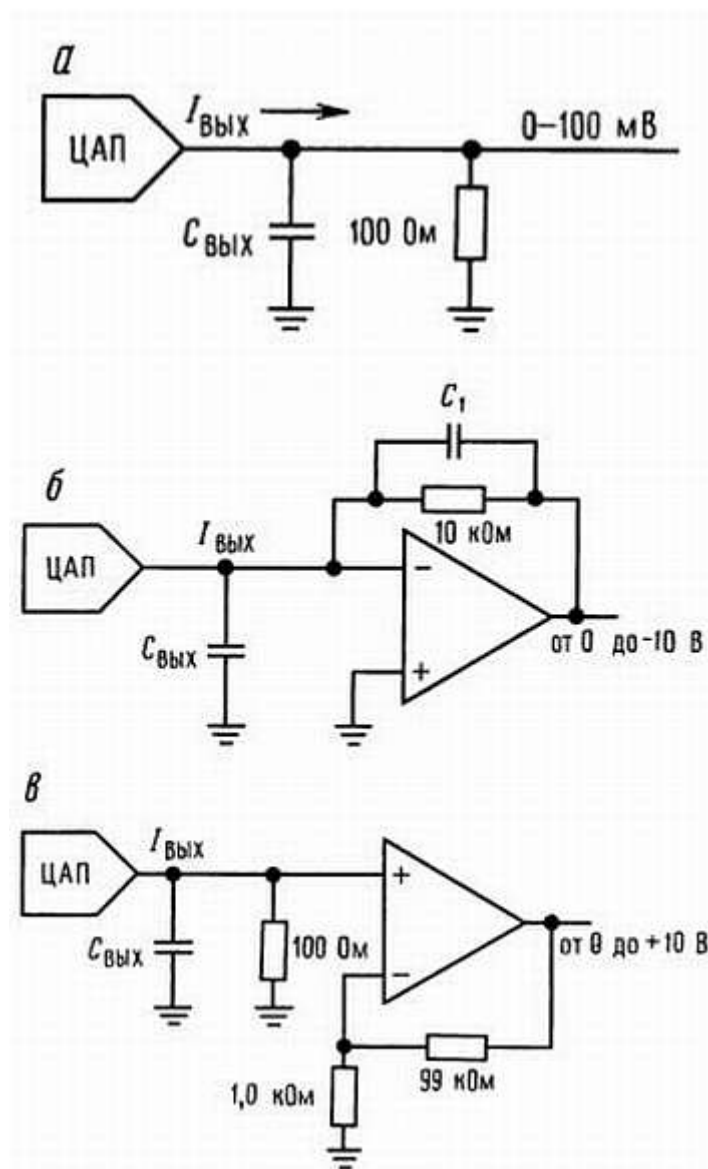 а
Iвых
ЦАП
0–100 мВ
Cвых
100 Ом
C1
б
10 кОм
Iвых
ЦАП
−
Cвых
+
от 0 до -10 В
в
Iвых
ЦАП
+
Cвых
100 Ом
−
от 0 до +10 В
99 кОм
1,0 кОм